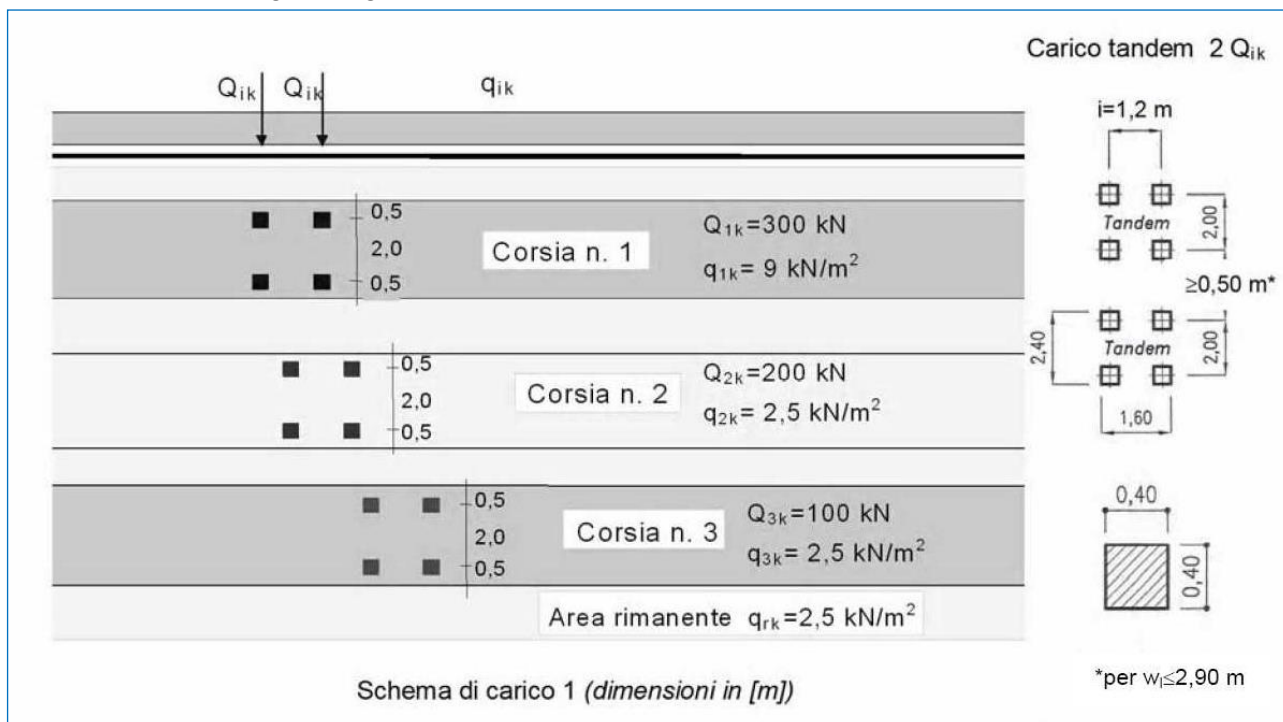 Carico tandem 2 Qik
Qik Qik qik
i=1,2 m
0,5
2,0
0,5
Corsia n. 1
Q1k=300 kN
q1k= 9 kN/m²
Tandem
2,00
≥0,50 m*
0,5
2,0
0,5
Corsia n. 2
Q2k=200 kN
q2k= 2,5 kN/m²
2,40
Tandem
2,00
1,60
0,5
2,0
0,5
Corsia n. 3
Q3k=100 kN
q3k= 2,5 kN/m²
0,40
0,40
Area rimanente qrk=2,5 kN/m²
Schema di carico 1 (dimensioni in [m])
*per wl≤2,90 m